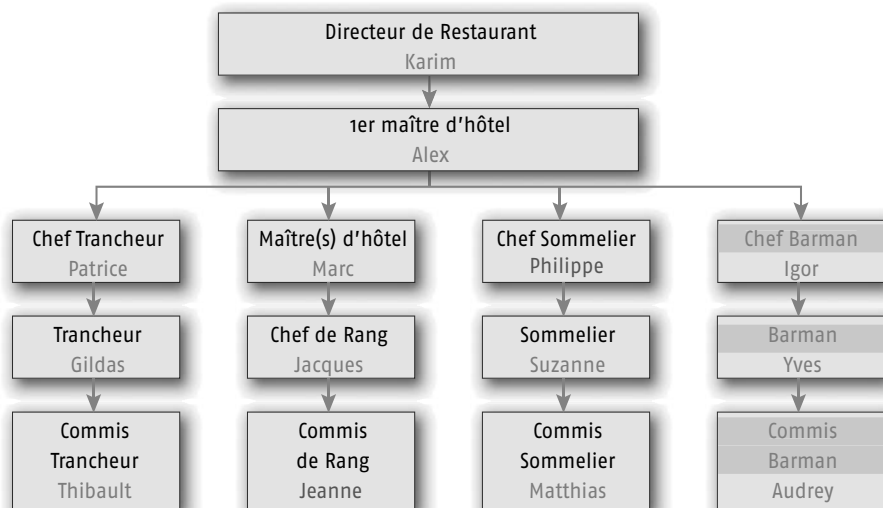 Directeur de Restaurant
Karim
1er maître d'hôtel
Alex
Chef Trancheur
Patrice
Maître(s) d'hôtel
Marc
Chef Sommelier
Philippe
Chef Barman
Igor
Trancheur
Gildas
Chef de Rang
Jacques
Sommelier
Suzanne
Barman
Yves
Commis
Trancheur
Thibault
Commis
de Rang
Jeanne
Commis
Sommelier
Matthias
Commis
Barman
Audrey